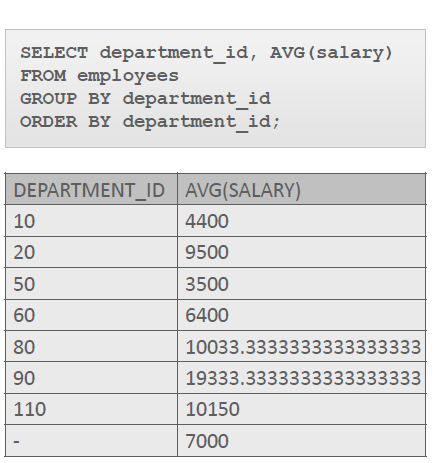 SELECT department_id, AVG(salary)
FROM employees
GROUP BY department_id
ORDER BY department_id;
DEPARTMENT_ID AVG(SALARY)
10 4400
20 9500
50 3500
60 6400
80 10033.3333333333333333
90 19333.3333333333333333
110 10150
- 7000